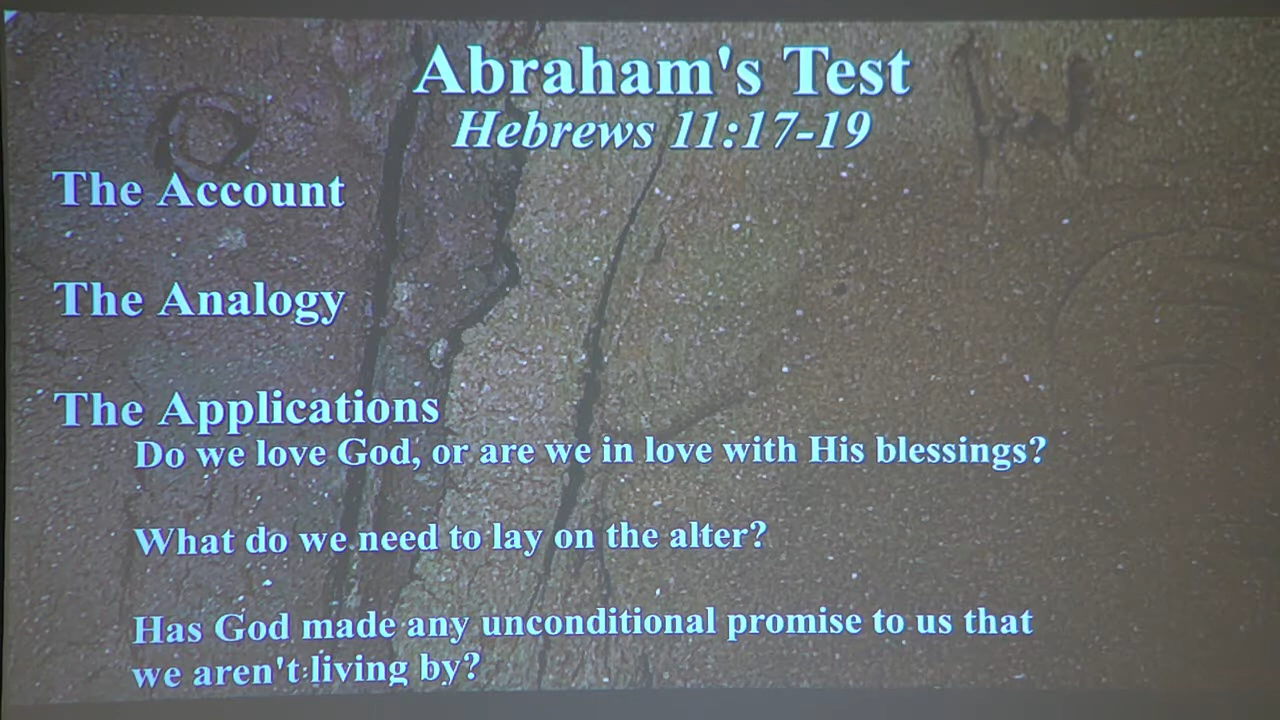 Abraham's Test
Hebrews 11:17-19
The Account
The Analogy
The Applications
Do we love God, or are we in love with His blessings?
What do we need to lay on the alter?
Has God made any unconditional promise to us that
we aren't living by?